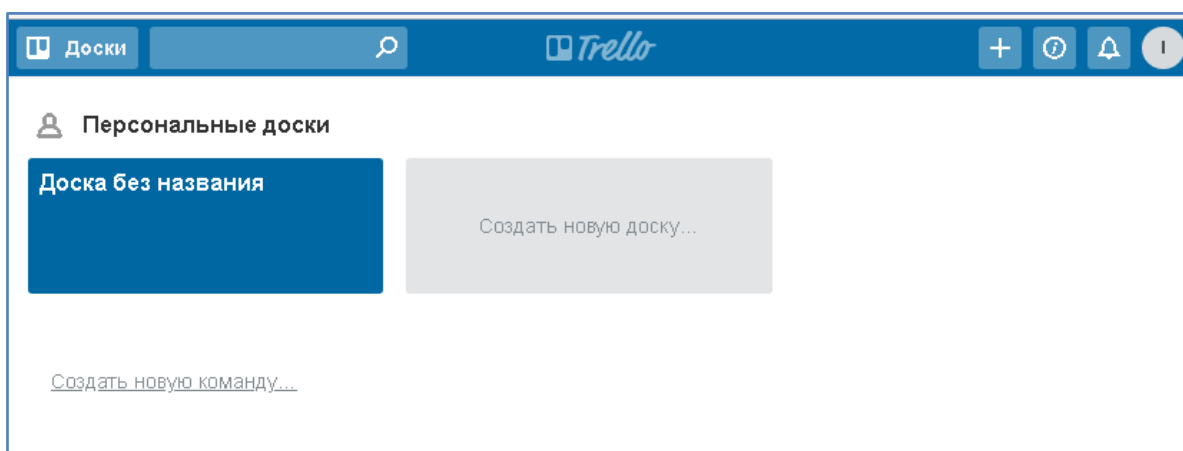 Доски
Trello
I
Персональные доски
Доска без названия
Создать новую доску...
Создать новую команду...